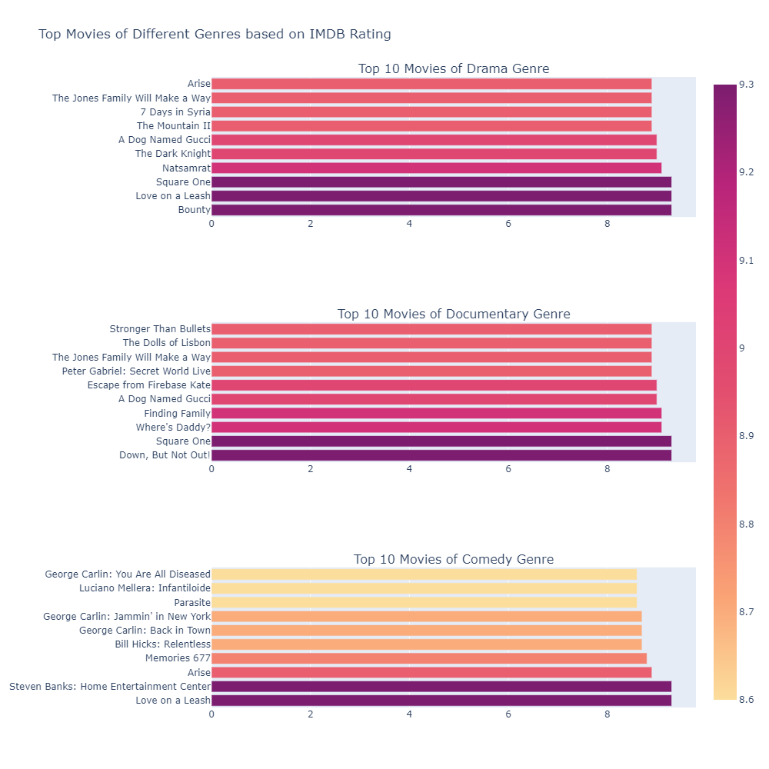 Top Movies of Different Genres based on IMDB Rating
Top 10 Movies of Drama Genre
Arise
The Jones Family Will Make a Way
7 Days in Syria
The Mountain II
A Dog Named Gucci
The Dark Knight
Natsamrat
Square One
Love on a Leash
Bounty
0 2 4 6 8
Top 10 Movies of Documentary Genre
Stronger Than Bullets
The Dolls of Lisbon
The Jones Family Will Make a Way
Peter Gabriel: Secret World Live
Escape from Firebase Kate
A Dog Named Gucci
Finding Family
Where's Daddy?
Square One
Down, But Not Out!
0 2 4 6 8
Top 10 Movies of Comedy Genre
George Carlin: You Are All Diseased
Luciano Mellera: Infantiloide
Parasite
George Carlin: Jammin' in New York
George Carlin: Back in Town
Bill Hicks: Relentless
Memories 677
Arise
Steven Banks: Home Entertainment Center
Love on a Leash
0 2 4 6 8
9.3
9.2
9.1
9
8.9
8.8
8.7
8.6